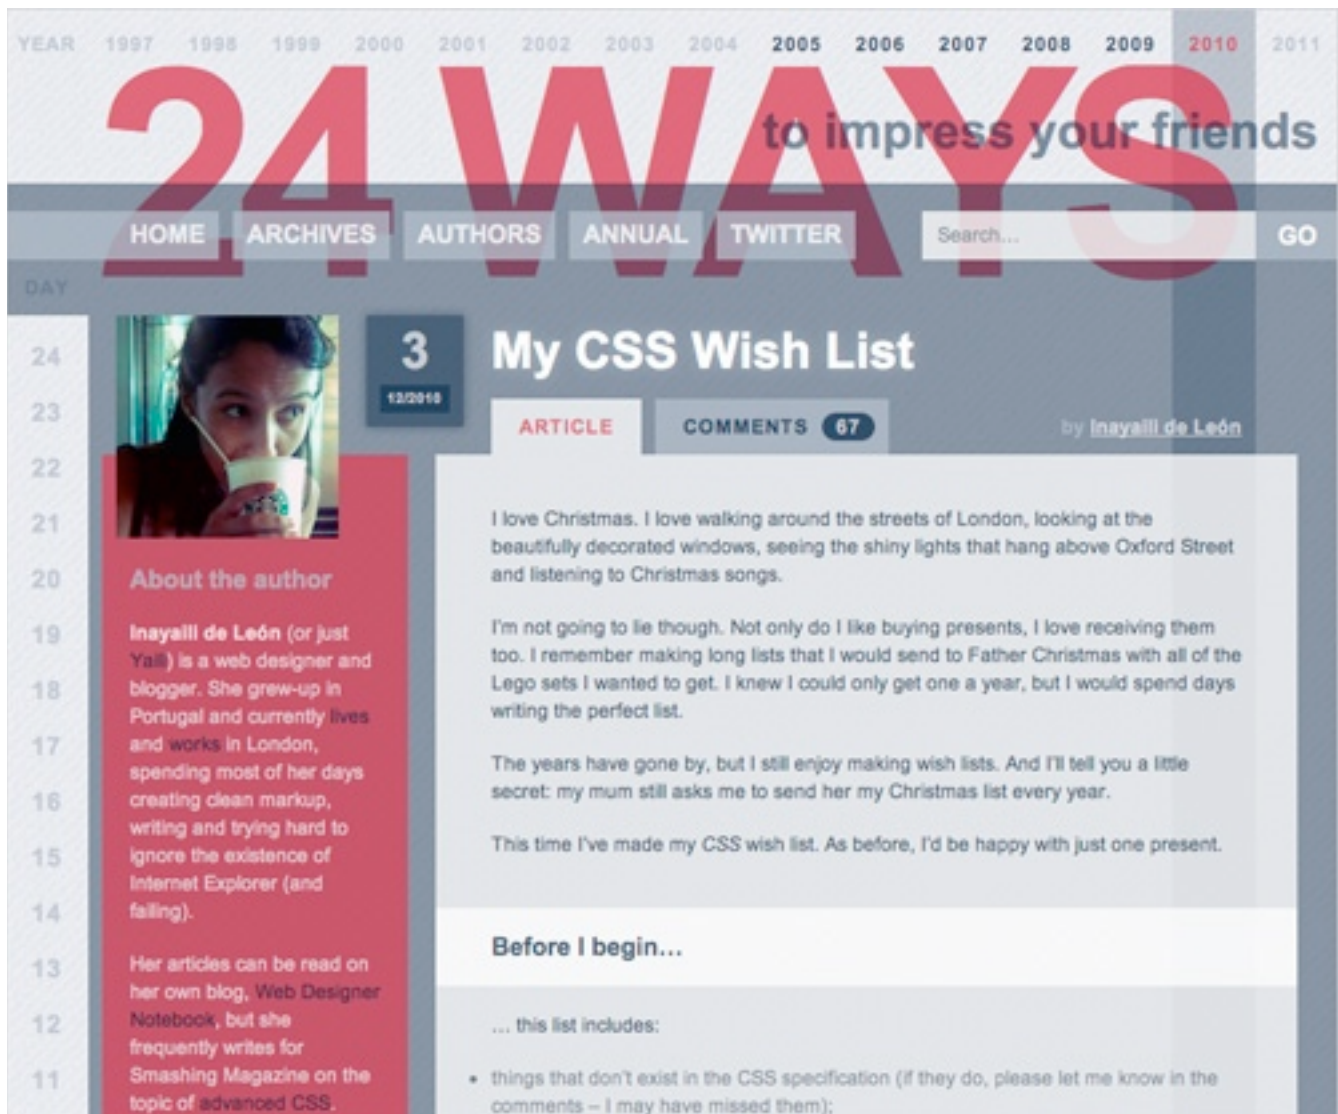 YEAR 1997 1998 1999 2000 2001 2002 2003 2004 2005 2006 2007 2008 2009 2010 2011
24 WAYS
to impress your friends
HOME ARCHIVES AUTHORS ANNUAL TWITTER Search... GO
DAY
24
23
22
21
20
19
18
17
16
15
14
13
12
11
3
12/2010
My CSS Wish List
ARTICLE COMMENTS 67
by Inayaili de León
About the author
Inayaili de León (or just
Yaili) is a web designer and
blogger. She grew-up in
Portugal and currently lives
and works in London,
spending most of her days
creating clean markup,
writing and trying hard to
ignore the existence of
Internet Explorer (and
failing).
Her articles can be read on
her own blog, Web Designer
Notebook, but she
frequently writes for
Smashing Magazine on the
topic of advanced CSS.
I love Christmas. I love walking around the streets of London, looking at the
beautifully decorated windows, seeing the shiny lights that hang above Oxford Street
and listening to Christmas songs.
I'm not going to lie though. Not only do I like buying presents, I love receiving them
too. I remember making long lists that I would send to Father Christmas with all of the
Lego sets I wanted to get. I knew I could only get one a year, but I would spend days
writing the perfect list.
The years have gone by, but I still enjoy making wish lists. And I'll tell you a little
secret: my mum still asks me to send her my Christmas list every year.
This time I've made my CSS wish list. As before, I'd be happy with just one present.
Before I begin...
... this list includes:
• things that don't exist in the CSS specification (if they do, please let me know in the
comments – I may have missed them);